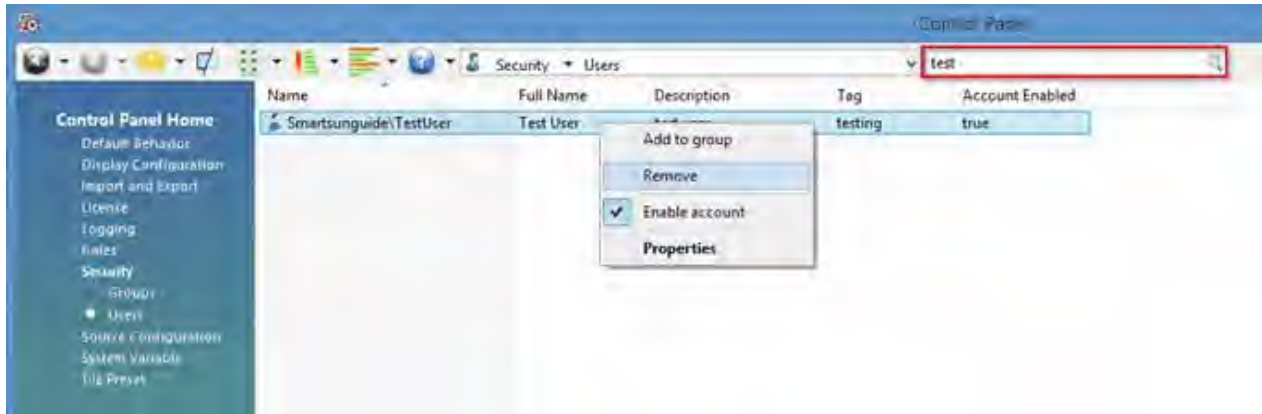 Control Panel
Security Users
test
Name Full Name Description Tag Account Enabled
Smartsunguide\TestUser Test User testing true
Control Panel Home
Default Behavior
Display Configuration
Import and Export
License
Logging
Roles
Security
Groups
Users
Source Configuration
System Variable
Tile Preset
Add to group
Remove
Enable account
Properties